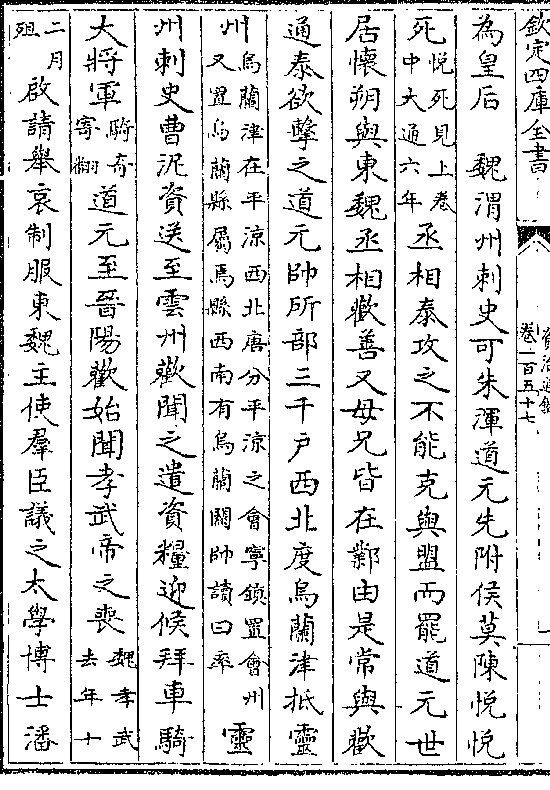 欽定四庫全書
資治通鑑
卷一百五十七
為皇后　魏渭州刺史可朱渾道元先附侯莫陳悅悅
死悅死見上卷中大通六年丞相泰攻之不能克與盟而罷道元世
居懷朔與東魏丞相歡善又母兄皆在鄴由是常與歡
通泰欲擊之道元帥所部三千戶西北度烏蘭津抵靈
州烏蘭津在平涼西北唐分平涼之會寧鎮置會州又置烏蘭縣屬焉縣西南有烏蘭關帥讀曰率靈
州刺史曹泥資送至雲州歡聞之遣資糧迎候拜車騎
大將軍騎奇寄翻道元至晉陽歡始聞孝武帝之喪魏孝武去年十
二月殂啟請舉哀制服東魏主使羣臣議之太學博士潘